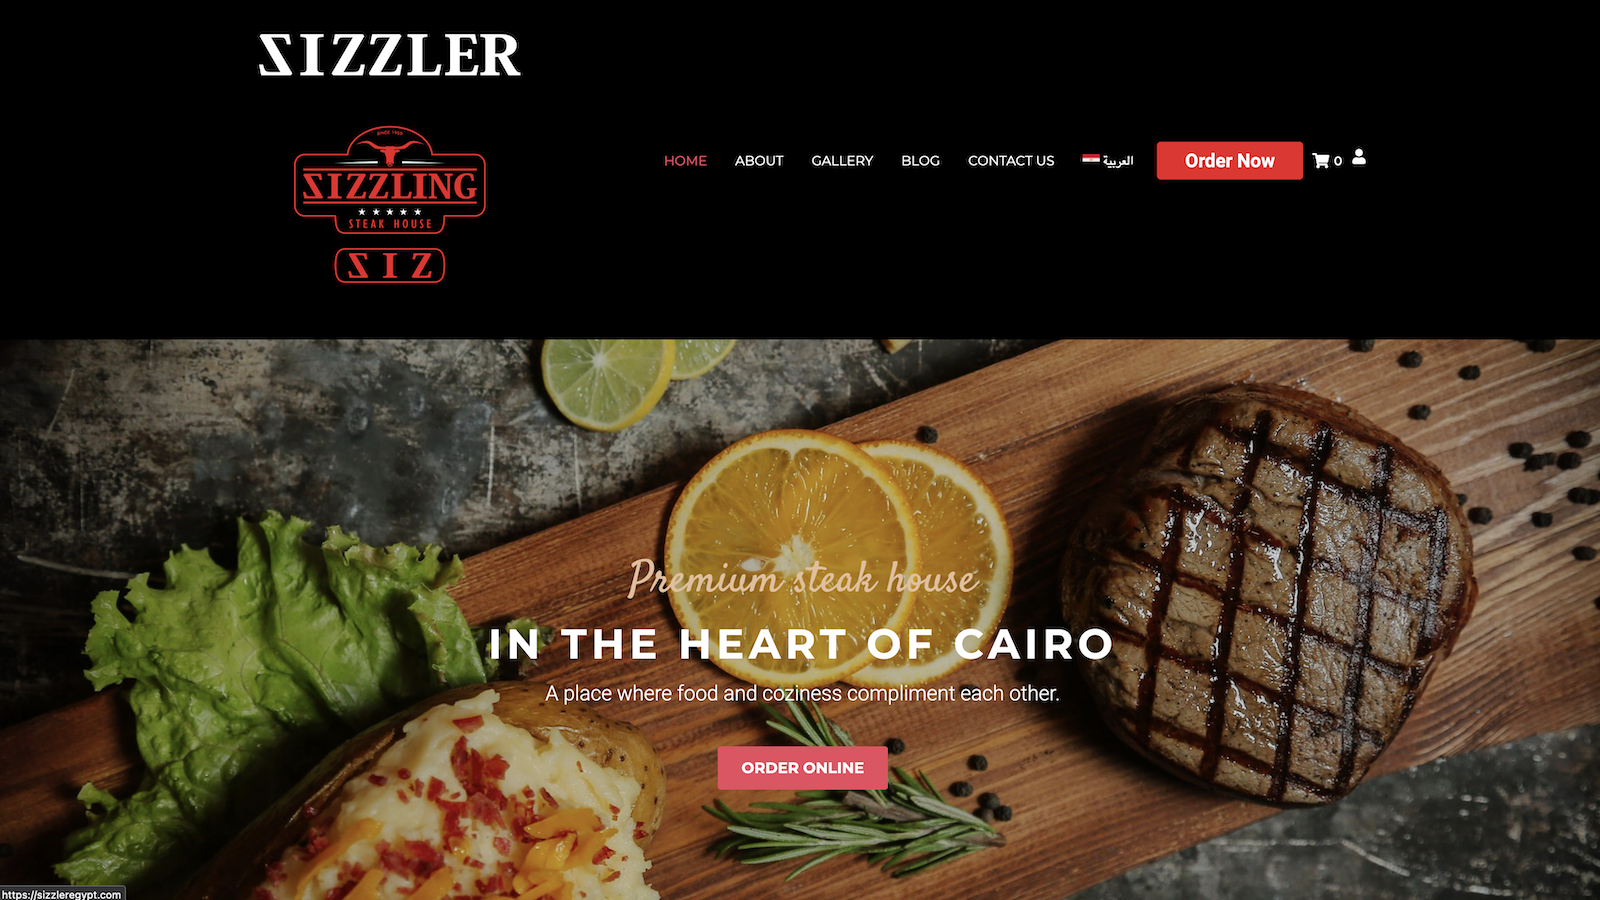 SIZZLER
SINCE 1986
SIZZLING
STEAK HOUSE
SIZ
HOME ABOUT GALLERY BLOG CONTACT US العربية Order Now 0
Premium steak house
IN THE HEART OF CAIRO
A place where food and coziness compliment each other.
ORDER ONLINE
https://sizzleregypt.com